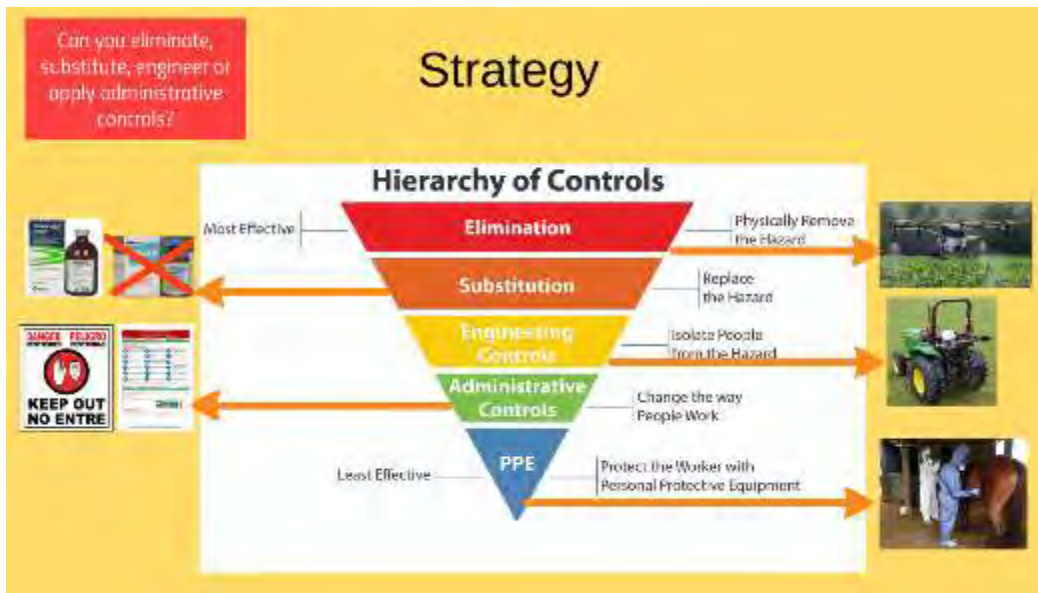 Can you eliminate,
substitute, engineer or
apply administrative
controls?
Strategy
Hierarchy of Controls
Most Effective
Elimination
Physically Remove
the Hazard
Substitution
Replace
the Hazard
Engineering
Controls
Isolate People
from the Hazard
Administrative
Controls
Change the way
People Work
Least Effective
PPE
Protect the Worker with
Personal Protective Equipment
DANGER PELIGRO
KEEP OUT
NO ENTRE